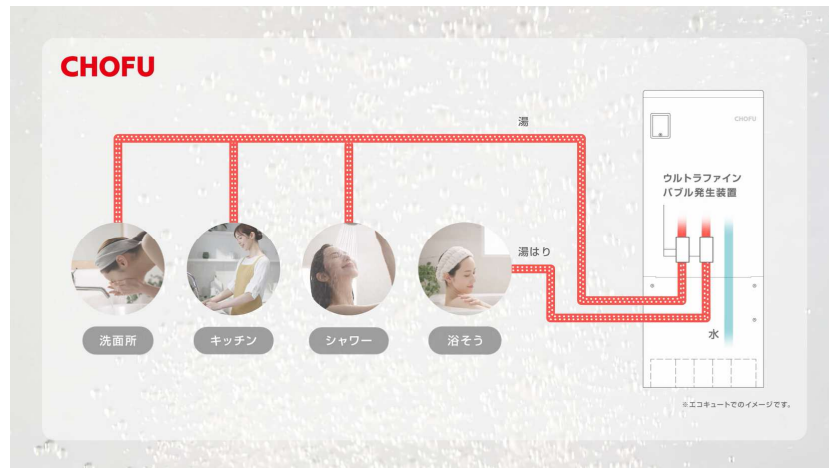 CHOFU
湯
CHOFU
ウルトラファイン
バブル発生装置
湯はり
水
洗面所
キッチン
シャワー
浴そう
※エコキュートでのイメージです。